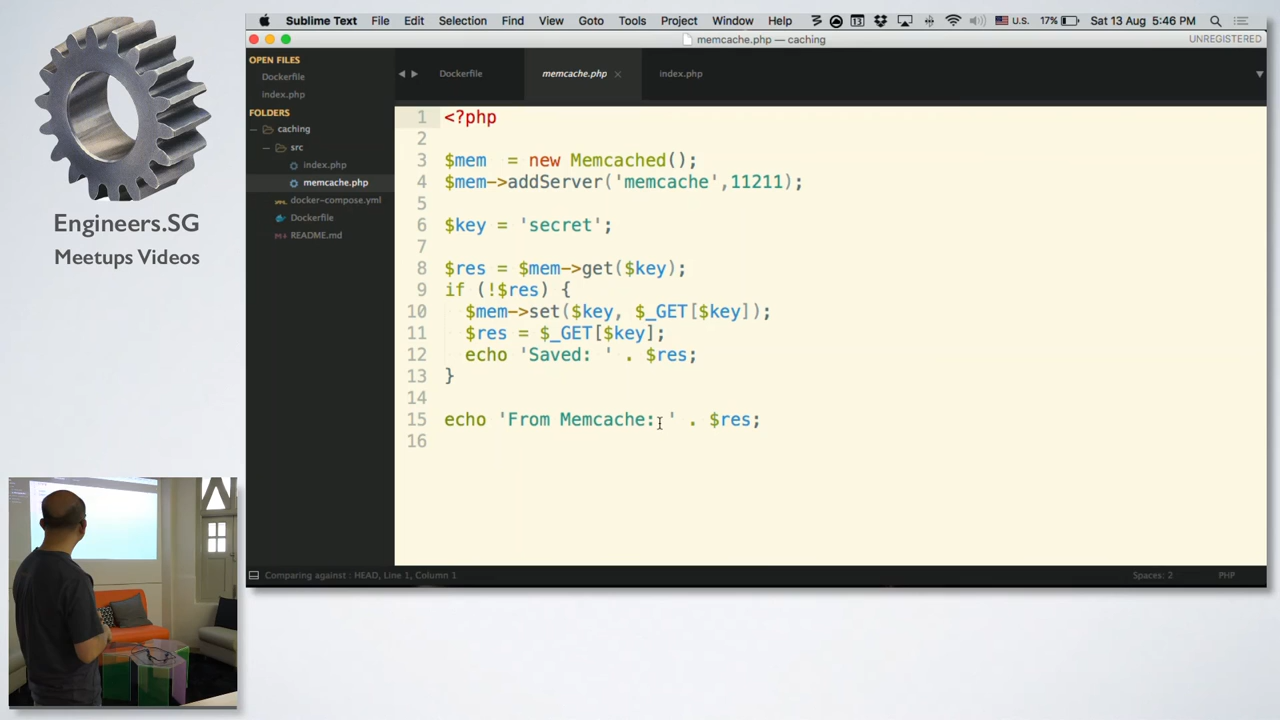 Sublime Text File Edit Selection Find View Goto Tools Project Window Help 13 U.S. 17% Sat 13 Aug 5:46 PM
memcache.php — caching
UNREGISTERED
OPEN FILES
Dockerfile
index.php
FOLDERS
caching
src
index.php
memcache.php
docker-compose.yml
Dockerfile
README.md
Dockerfile memcache.php index.php
1 <?php
2
3 $mem  = new Memcached();
4 $mem->addServer('memcache',11211);
5
6 $key = 'secret';
7
8 $res = $mem->get($key);
9 if (!$res) {
10   $mem->set($key, $_GET[$key]);
11   $res = $_GET[$key];
12   echo 'Saved: ' . $res;
13 }
14
15 echo 'From Memcache: ' . $res;
16
Comparing against : HEAD, Line 1, Column 1
Spaces: 2
PHP
Engineers.SG
Meetups Videos